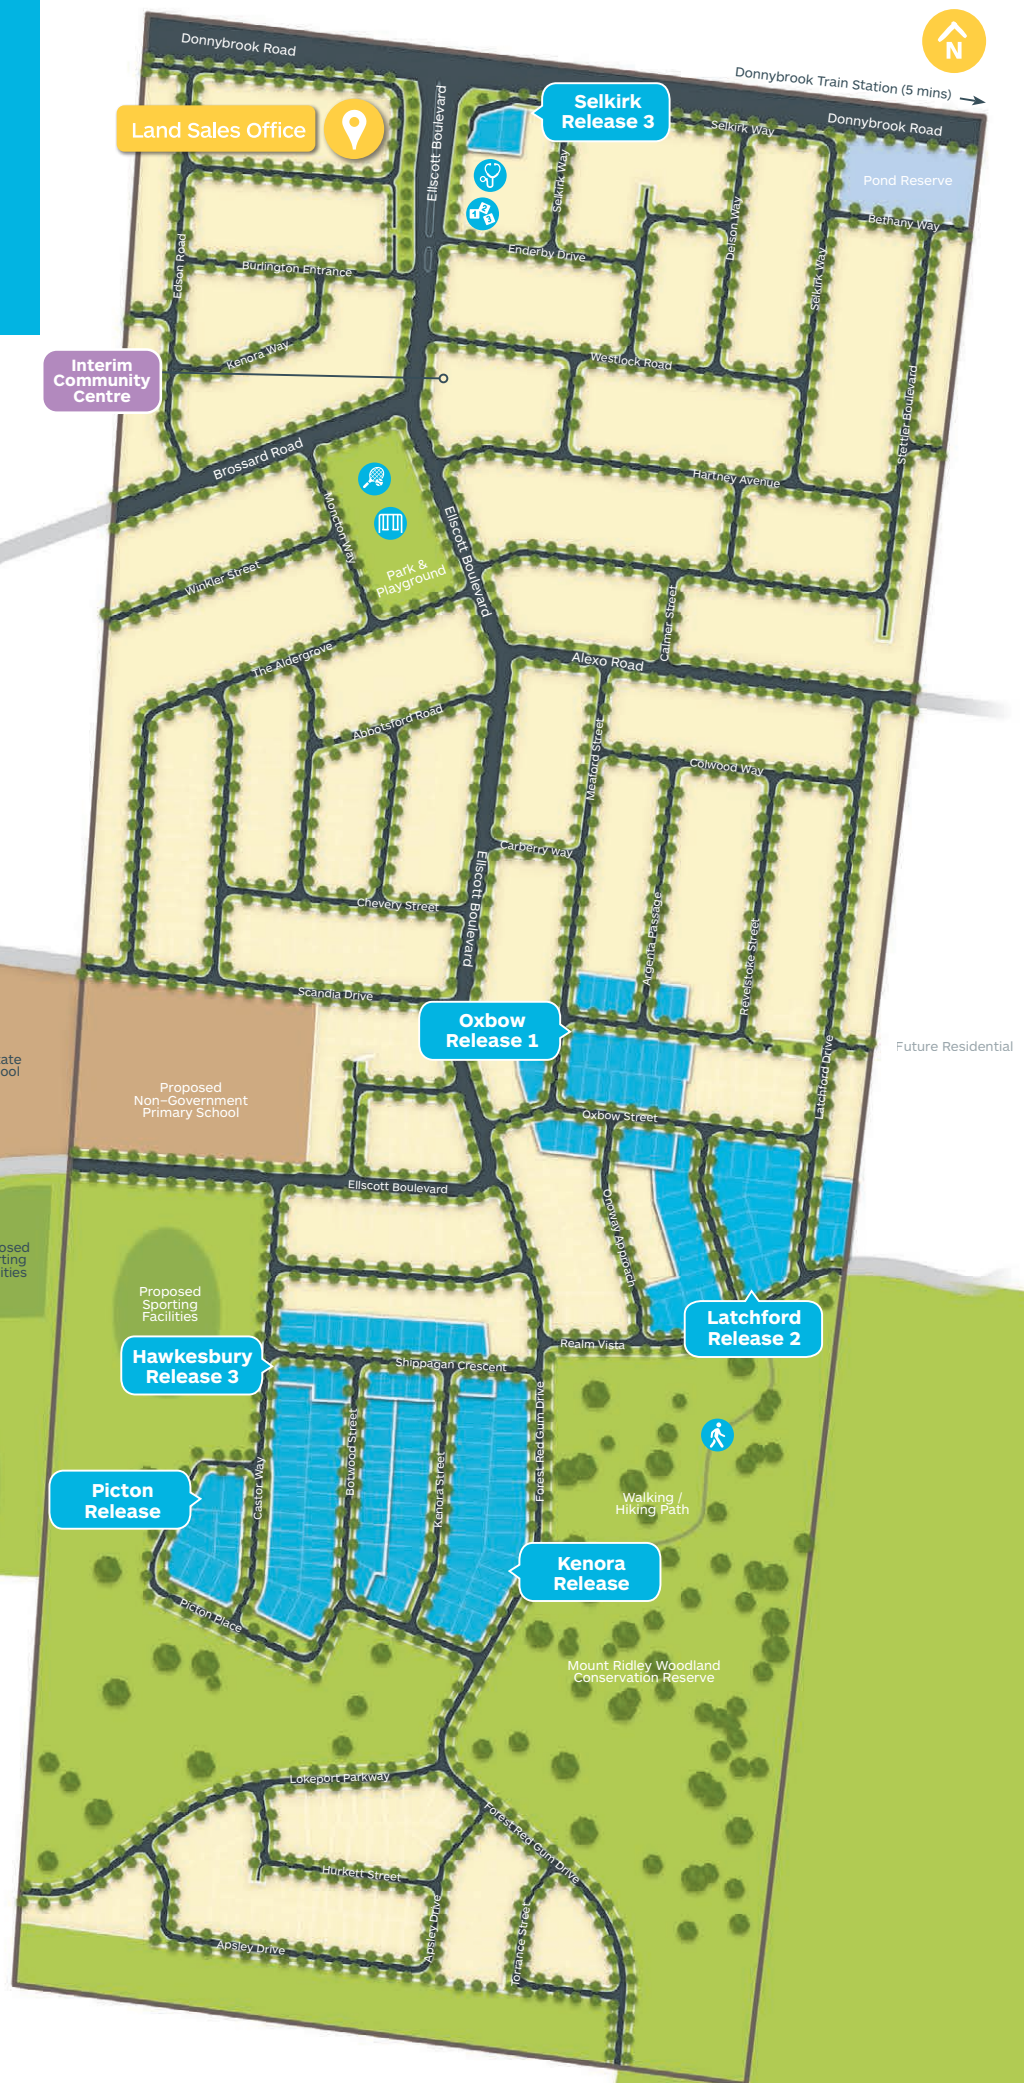 Donnybrook Road
N
Donnybrook Train Station (5 mins)
Land Sales Office
Ellscott Boulevard
Selkirk
Release 3
Selkirk Way
Donnybrook Road
Pond Reserve
Selkirk Way
Delson Way
Bethany Way
Edson Road
Burlington Entrance
Enderby Drive
Selkirk Way
Kenora Way
Westlock Road
Interim
Community
Centre
Stettler Boulevard
Brossard Road
Hartney Avenue
Moncton Way
Ellscott Boulevard
Park &
Playground
Winkler Street
Calmer Street
The Aldergrove
Alexo Road
Abbotsford Road
Meaford Street
Colwood Way
Carberry way
Ellscott Boulevard
Chevery Street
Argenta Passage
Revelstoke Street
Scandia Drive
Oxbow
Release 1
Latchford Drive
Future Residential
ate
ool
Proposed
Non-Government
Primary School
Oxbow Street
Ellscott Boulevard
Onoway Approach
osed
rting
ities
Proposed
Sporting
Facilities
Latchford
Release 2
Realm Vista
Hawkesbury
Release 3
Shippagan Crescent
Forest Red Gum Drive
Botwood Street
Kenora Street
Castor Way
Picton
Release
Walking /
Hiking Path
Kenora
Release
Picton Place
Mount Ridley Woodland
Conservation Reserve
Lokeport Parkway
Forest Red Gum Drive
Hurkett Street
Apsley Drive
Torrance Street
Apsley Drive